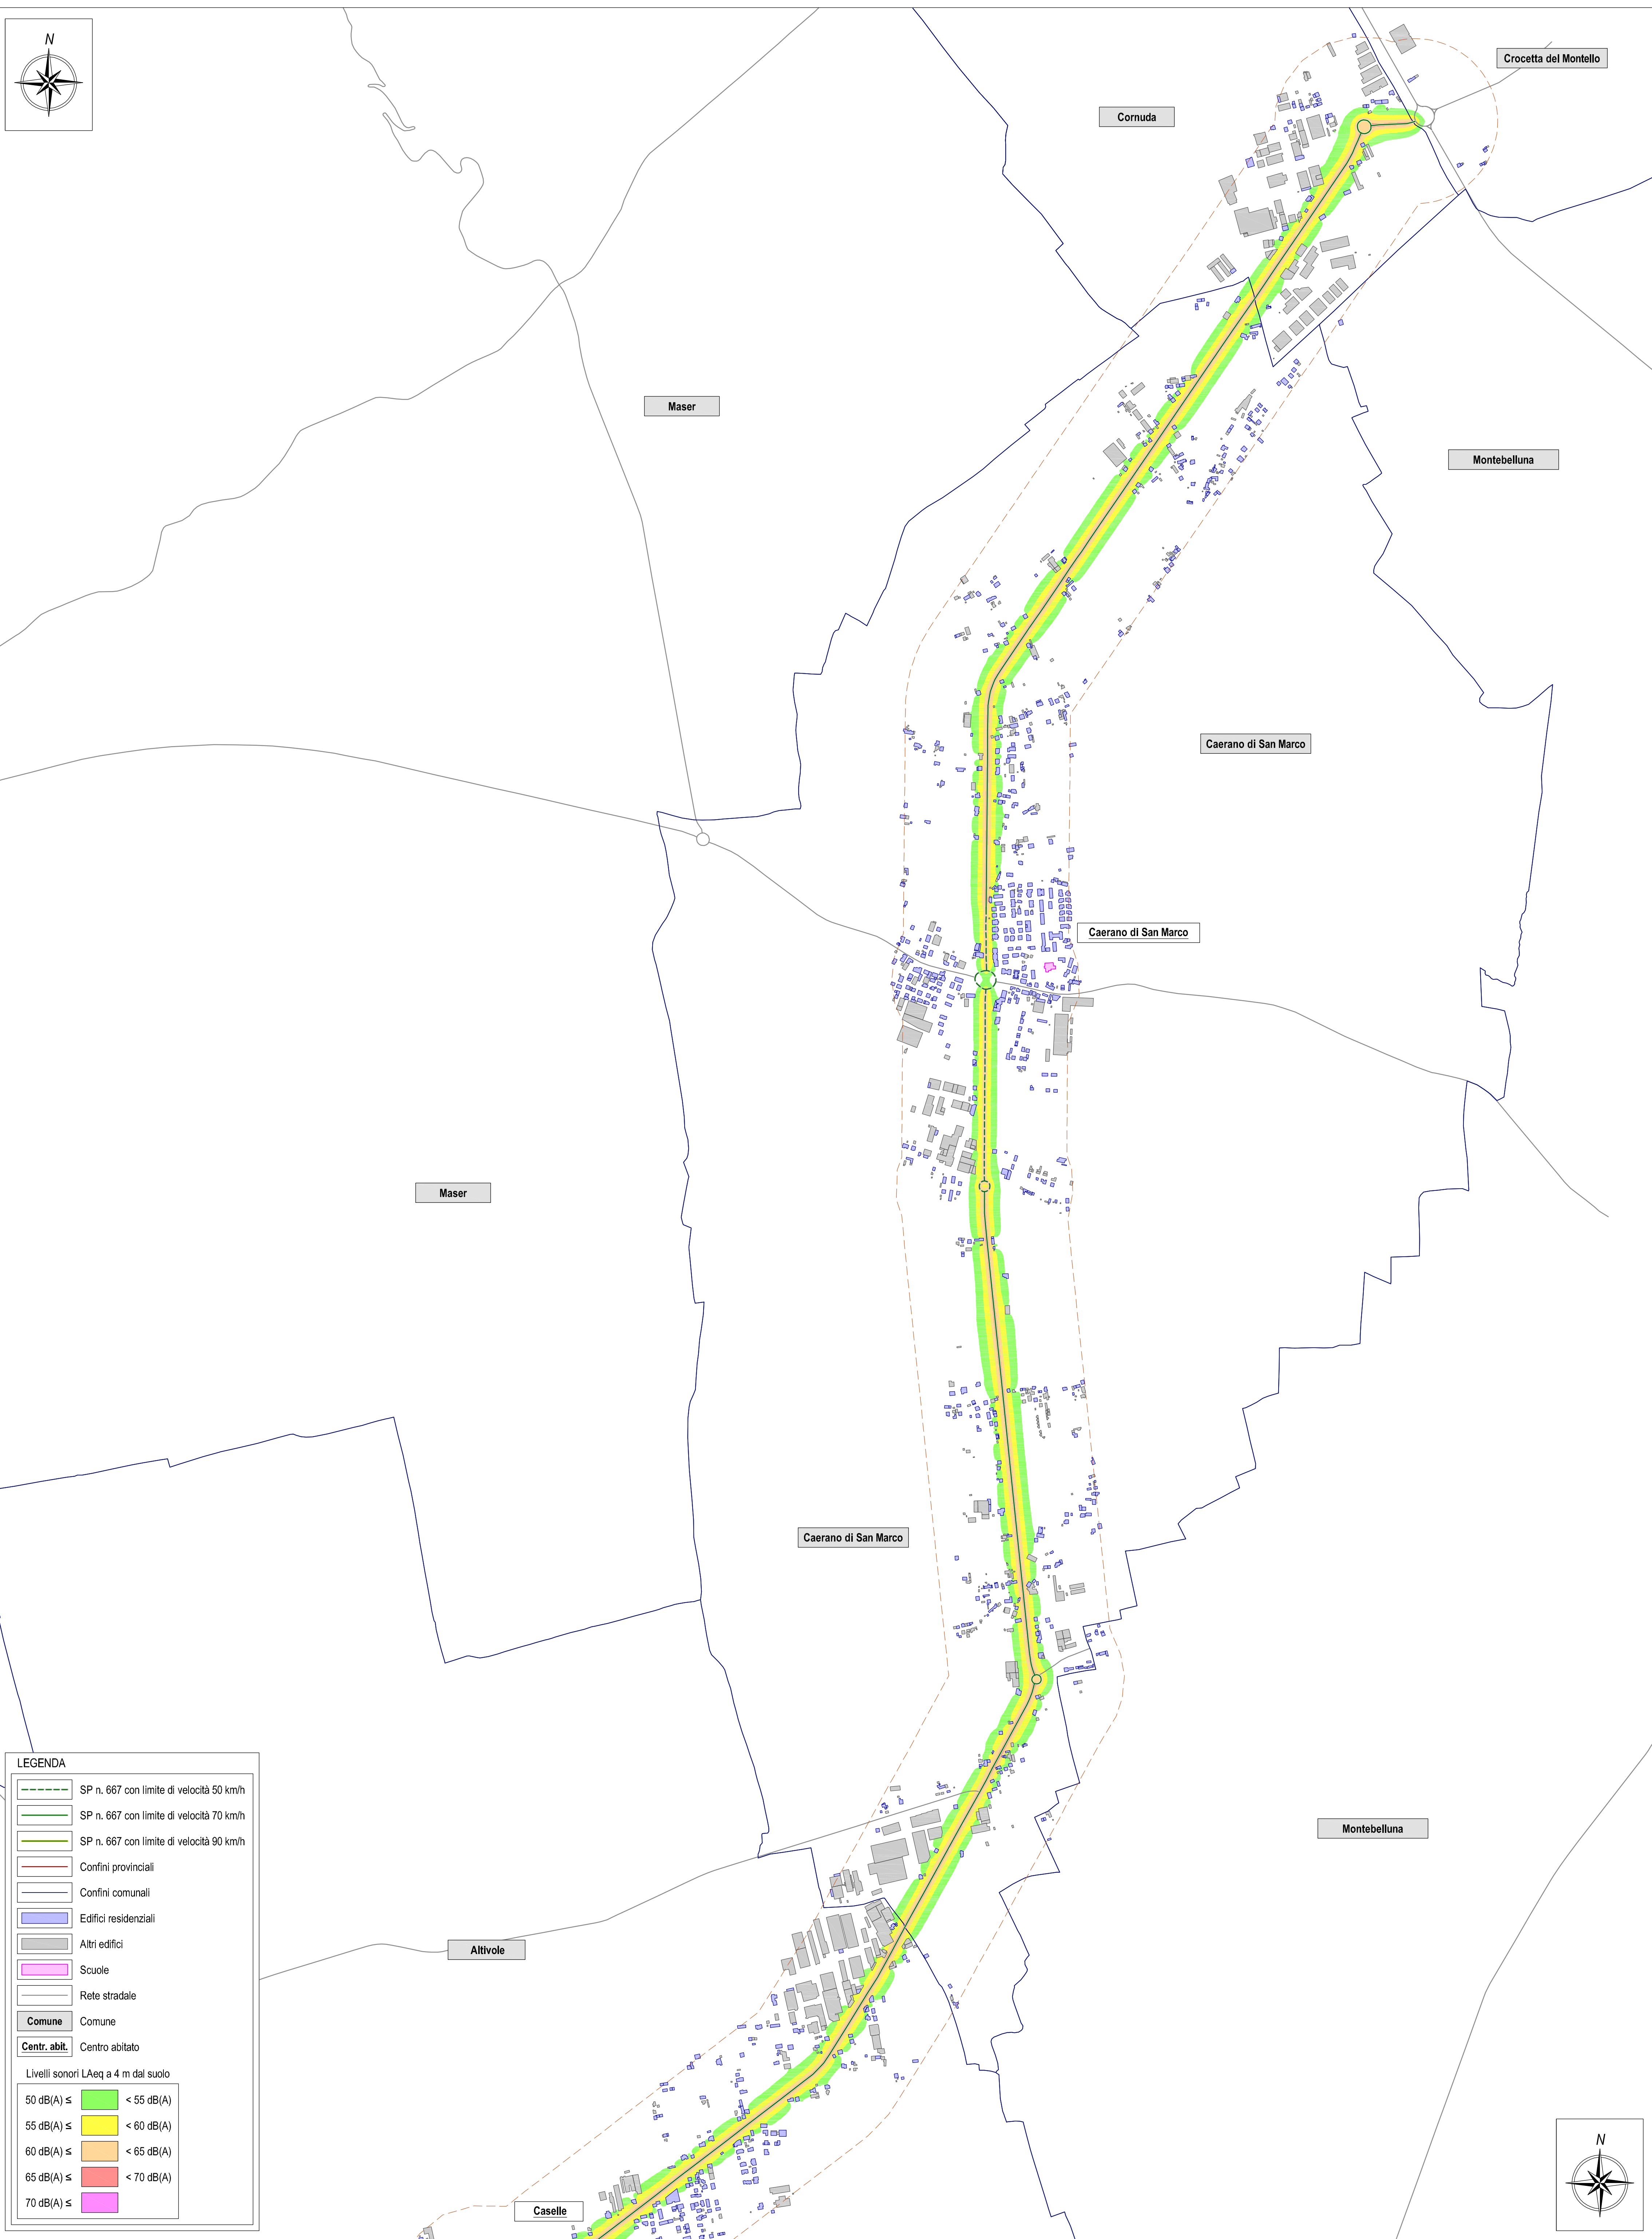 N
Crocetta del Montello
Cornuda
Maser
Montebelluna
Caerano di San Marco
Caerano di San Marco
Maser
Caerano di San Marco
Montebelluna
Altivole
Caselle
LEGENDA
SP n. 667 con limite di velocità 50 km/h
SP n. 667 con limite di velocità 70 km/h
SP n. 667 con limite di velocità 90 km/h
Confini provinciali
Confini comunali
Edifici residenziali
Altri edifici
Scuole
Rete stradale
Comune Comune
Centr. abit. Centro abitato
Livelli sonori LAeq a 4 m dal suolo
50 dB(A) ≤ < 55 dB(A)
55 dB(A) ≤ < 60 dB(A)
60 dB(A) ≤ < 65 dB(A)
65 dB(A) ≤ < 70 dB(A)
70 dB(A) ≤
N